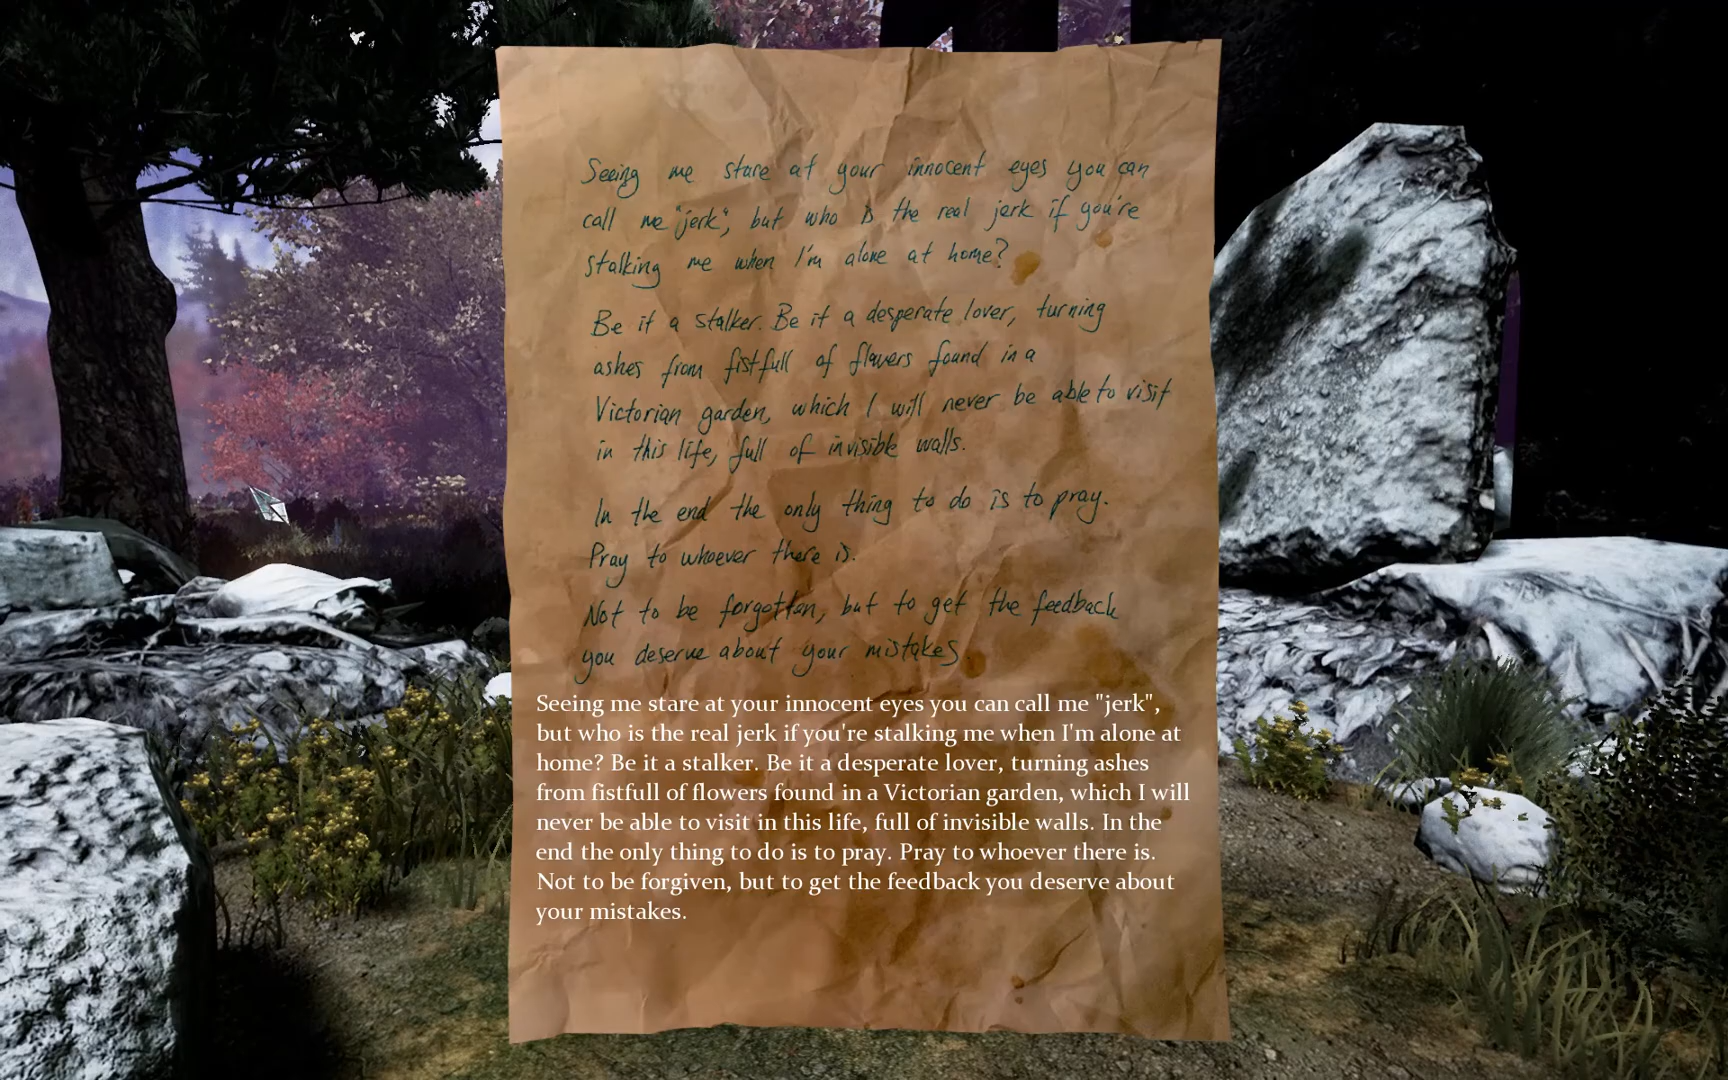 Seeing me stare at your innocent eyes you can
call me "jerk", but who is the real jerk if you're
stalking me when I'm alone at home?
Be it a stalker. Be it a desperate lover, turning
ashes from fistfull of flowers found in a
Victorian garden, which I will never be able to visit
in this life, full of invisible walls.
In the end the only thing to do is to pray.
Pray to whoever there is.
Not to be forgotten, but to get the feedback
you deserve about your mistakes
Seeing me stare at your innocent eyes you can call me "jerk",
but who is the real jerk if you're stalking me when I'm alone at
home? Be it a stalker. Be it a desperate lover, turning ashes
from fistfull of flowers found in a Victorian garden, which I will
never be able to visit in this life, full of invisible walls. In the
end the only thing to do is to pray. Pray to whoever there is.
Not to be forgiven, but to get the feedback you deserve about
your mistakes.